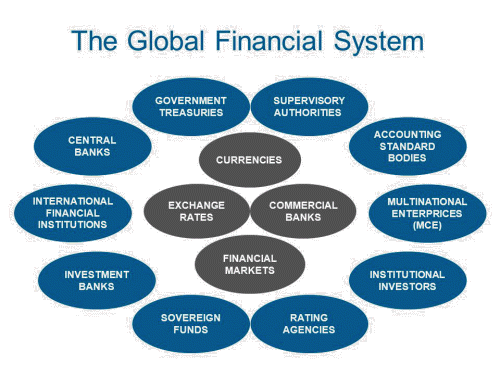 The Global Financial System
GOVERNMENT
TREASURIES
SUPERVISORY
AUTHORITIES
CENTRAL
BANKS
CURRENCIES
ACCOUNTING
STANDARD
BODIES
INTERNATIONAL
FINANCIAL
INSTITUTIONS
EXCHANGE
RATES
COMMERCIAL
BANKS
MULTINATIONAL
ENTERPRICES
(MCE)
INVESTMENT
BANKS
FINANCIAL
MARKETS
INSTITUTIONAL
INVESTORS
SOVEREIGN
FUNDS
RATING
AGENCIES